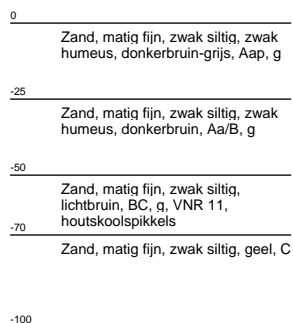 0
Zand, matig fijn, zwak siltig, zwak
humeus, donkerbruin-grijs, Aap, g
-25
Zand, matig fijn, zwak siltig, zwak
humeus, donkerbruin, Aa/B, g
-50
Zand, matig fijn, zwak siltig,
lichtbruin, BC, g, VNR 11,
houtskoolspikkels
-70
Zand, matig fijn, zwak siltig, geel, C
-100